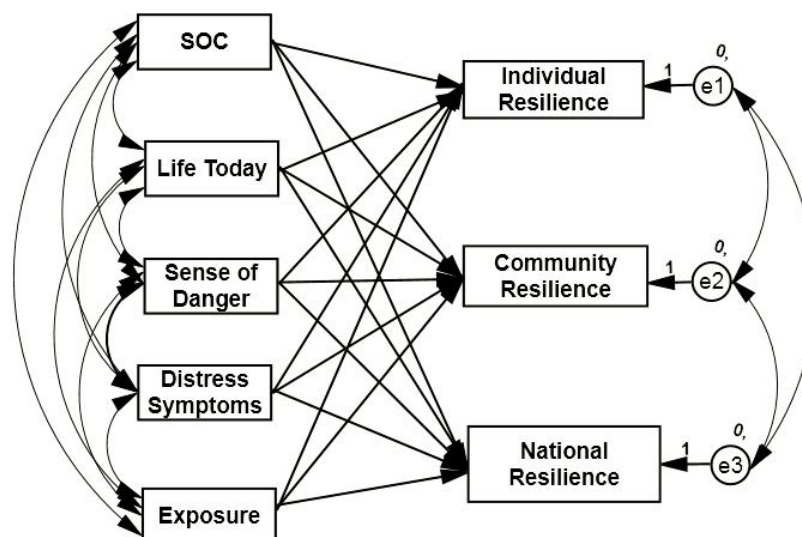 SOC
Life Today
Sense of
Danger
Distress
Symptoms
Exposure
Individual
Resilience
1
0,
e1
Community
Resilience
1
0,
e2
National
Resilience
1
0,
e3